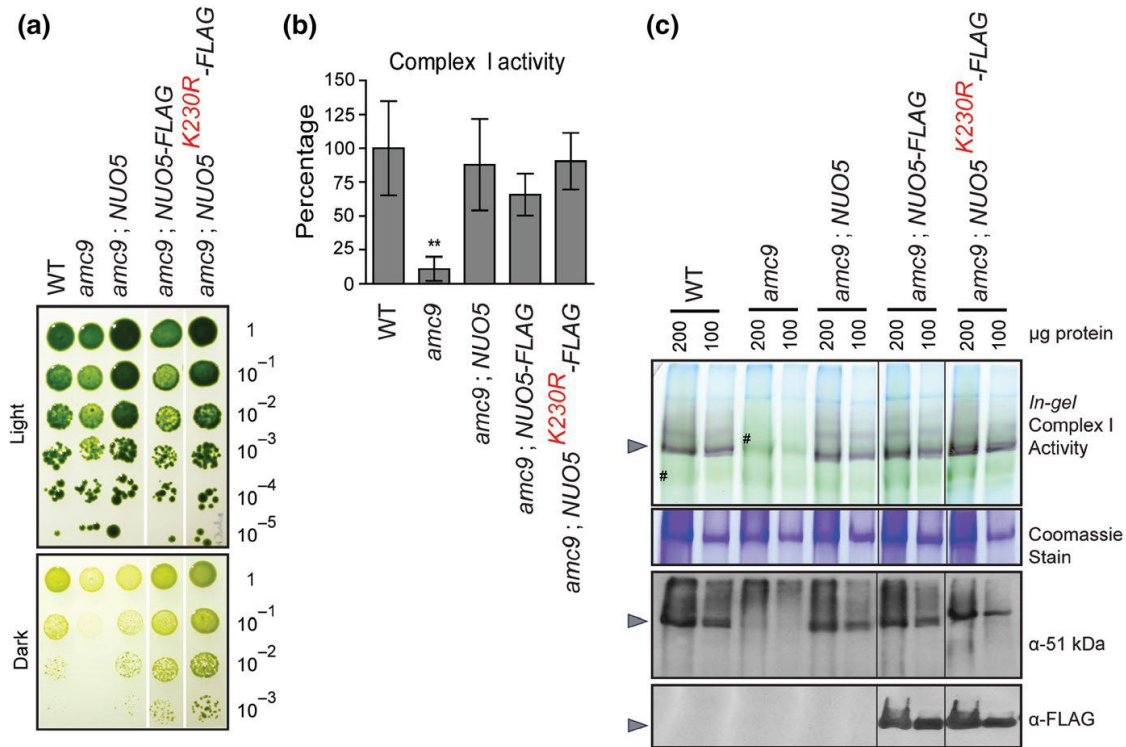 (a)
WT
amc9
amc9 ; NUO5
amc9 ; NUO5-FLAG
amc9 ; NUO5 K230R-FLAG
Light
1
10−1
10−2
10−3
10−4
10−5
Dark
1
10−1
10−2
10−3
(b)
Complex I activity
Percentage
150
125
100
75
50
25
0
**
WT
amc9
amc9 ; NUO5
amc9 ; NUO5-FLAG
amc9 ; NUO5 K230R-FLAG
(c)
WT
amc9
amc9 ; NUO5
amc9 ; NUO5-FLAG
amc9 ; NUO5 K230R-FLAG
200 100 200 100 200 100 200 100 200 100
µg protein
#
#
In-gel
Complex I
Activity
Coomassie
Stain
α-51 kDa
α-FLAG